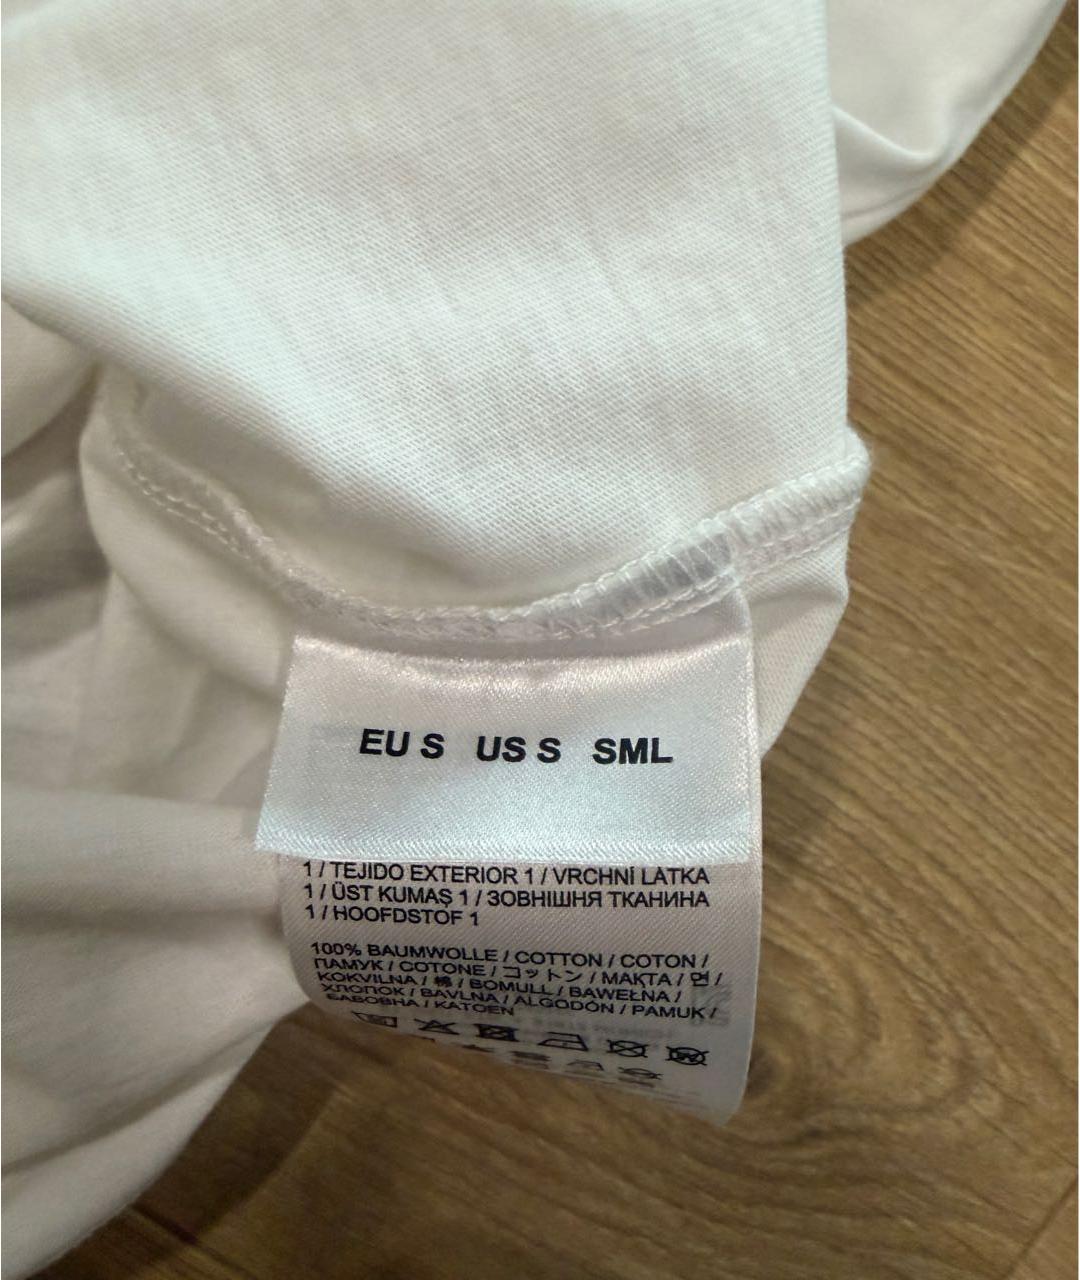 EU S US S SML
1 / TEJIDO EXTERIOR 1 / VRCHNÍ LÁTKA
1 / ÜST KUMAŞ 1 / ЗОВНІШНЯ ТКАНИНА
1 / HOOFDSTOF 1
100% BAUMWOLLE / COTTON / COTON /
ПАМУК / COTONE / コットン / МАҚТА / 면 /
KOKVILNA / 棉 / BOMULL / BAWEŁNA /
ХЛОПОК / BAVLNA / ALGODÓN / PAMUK /
БАВОВНА / KATOEN